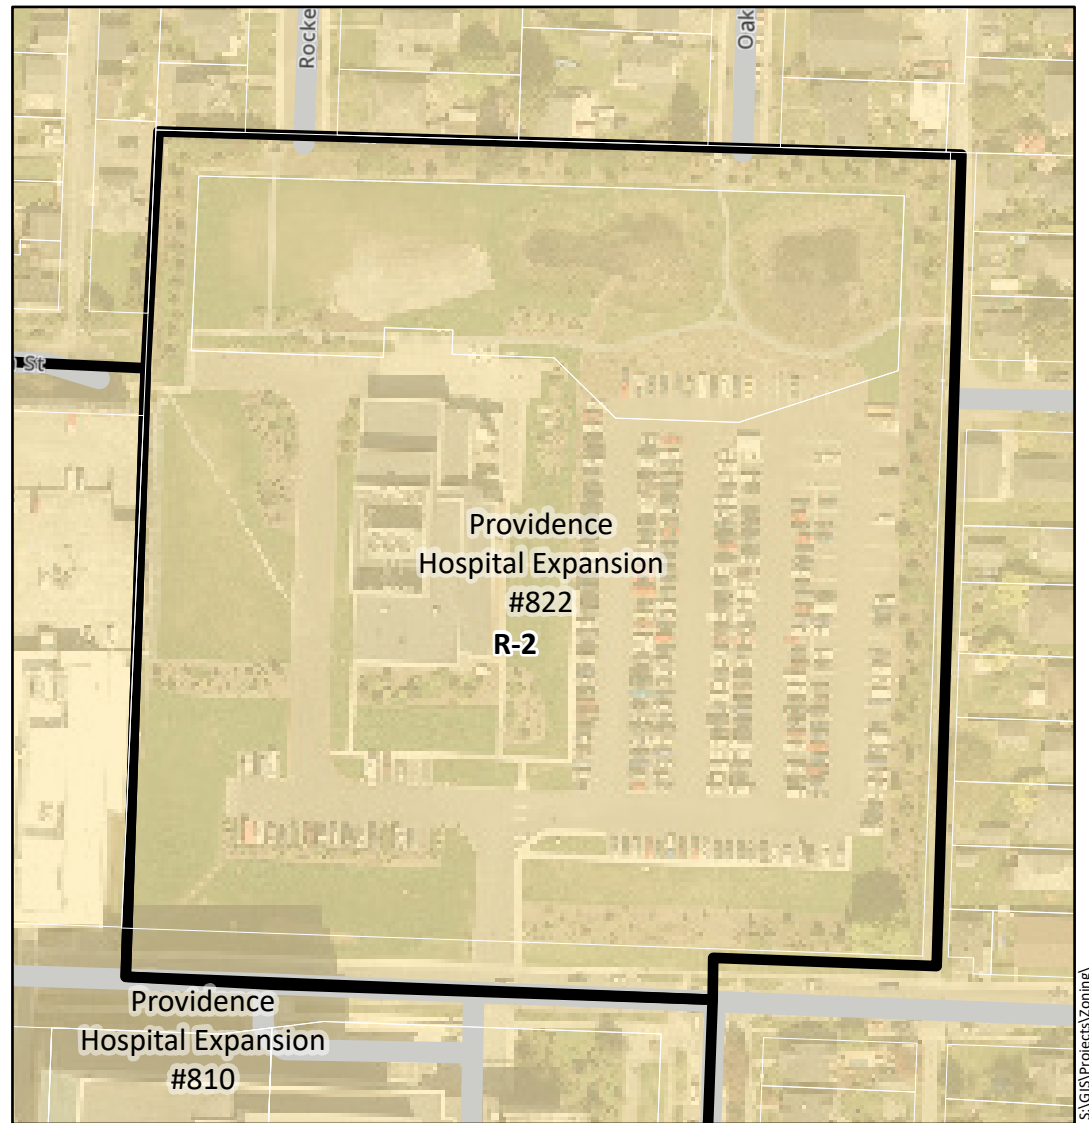 Rocke
Oak
St
Providence
Hospital Expansion
#822
R-2
Providence
Hospital Expansion
#810
S:\GIS\Projects\Zoning\